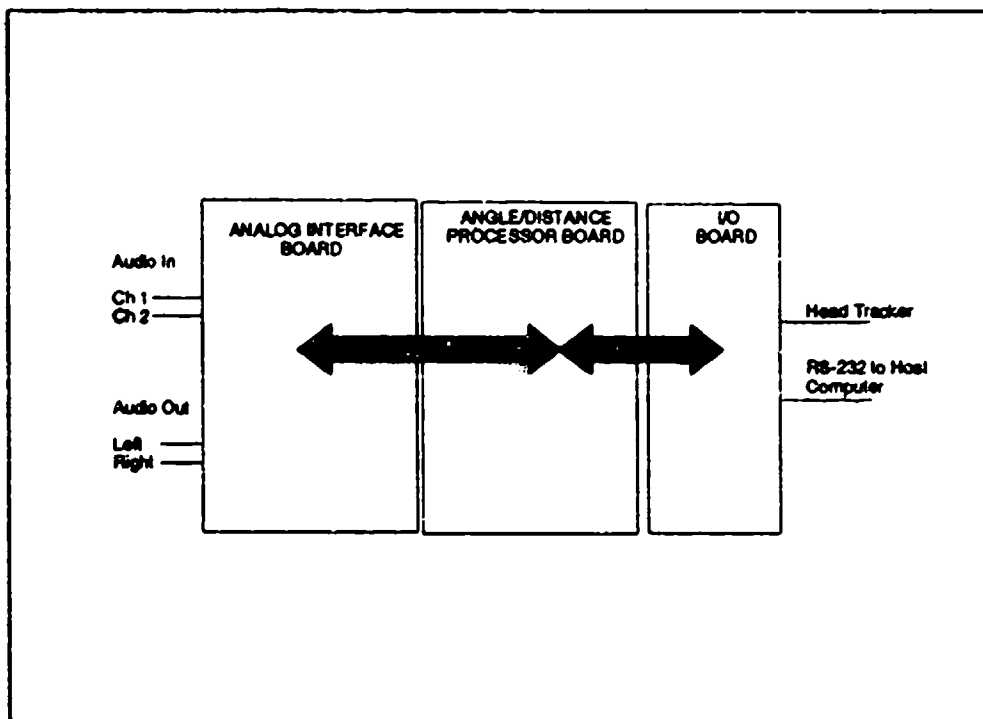 ANALOG INTERFACE
BOARD
ANGLE/DISTANCE
PROCESSOR BOARD
I/O
BOARD
Audio In
Ch 1
Ch 2
Audio Out
Left
Right
Head Tracker
RS-232 to Host
Computer